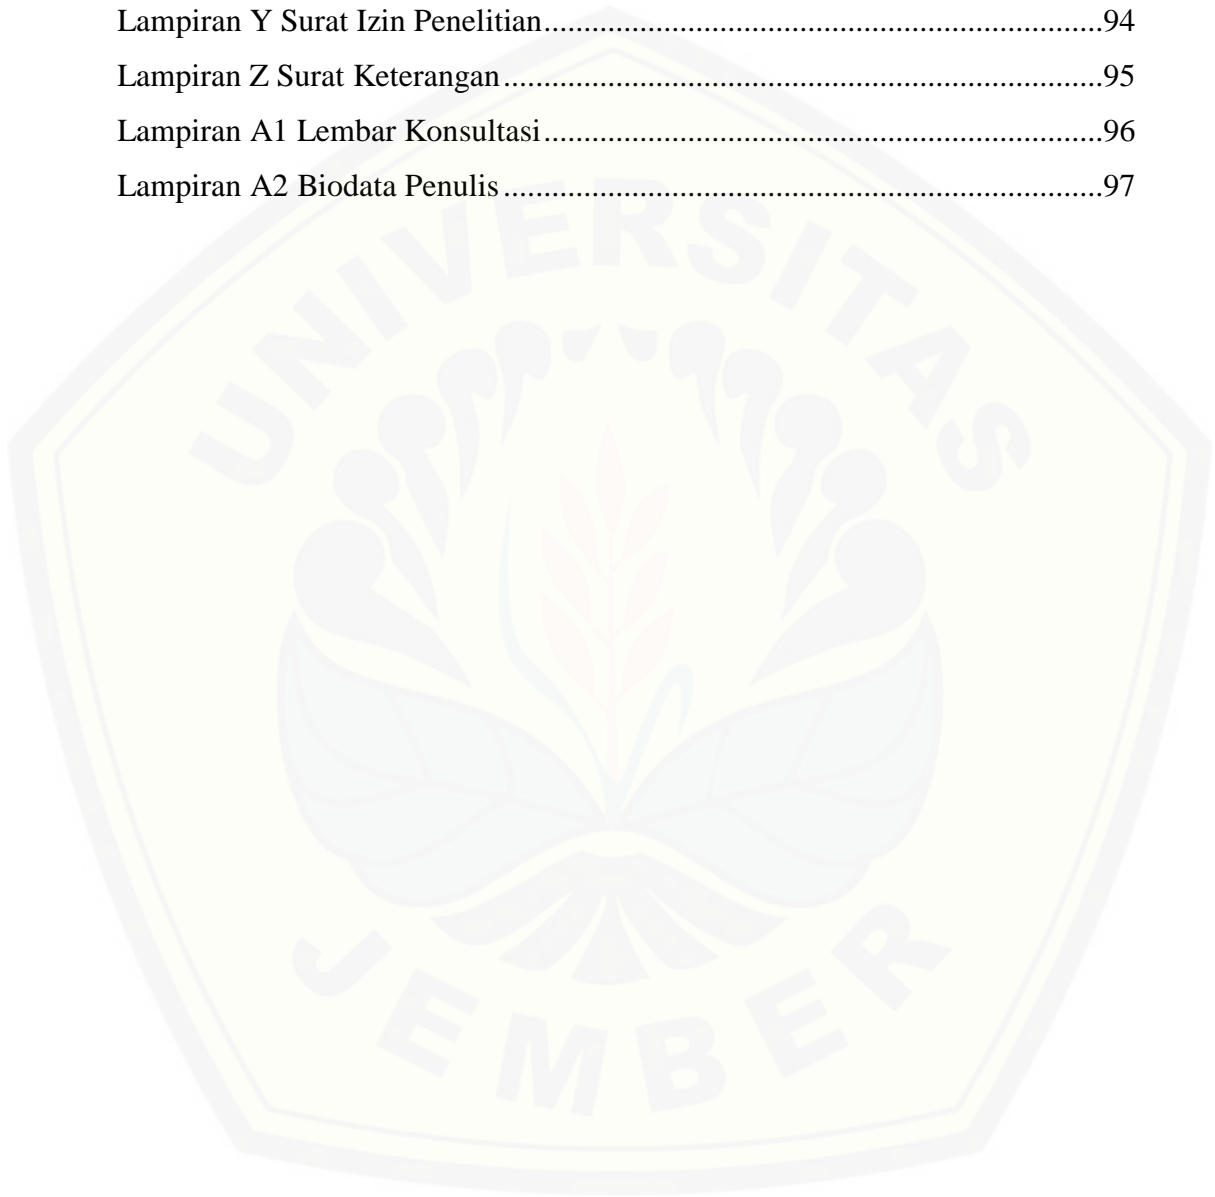 Lampiran Y Surat Izin Penelitian......................................................................94
Lampiran Z Surat Keterangan...........................................................................95
Lampiran A1 Lembar Konsultasi......................................................................96
Lampiran A2 Biodata Penulis...........................................................................97
UNIVERSITAS
JEMBER